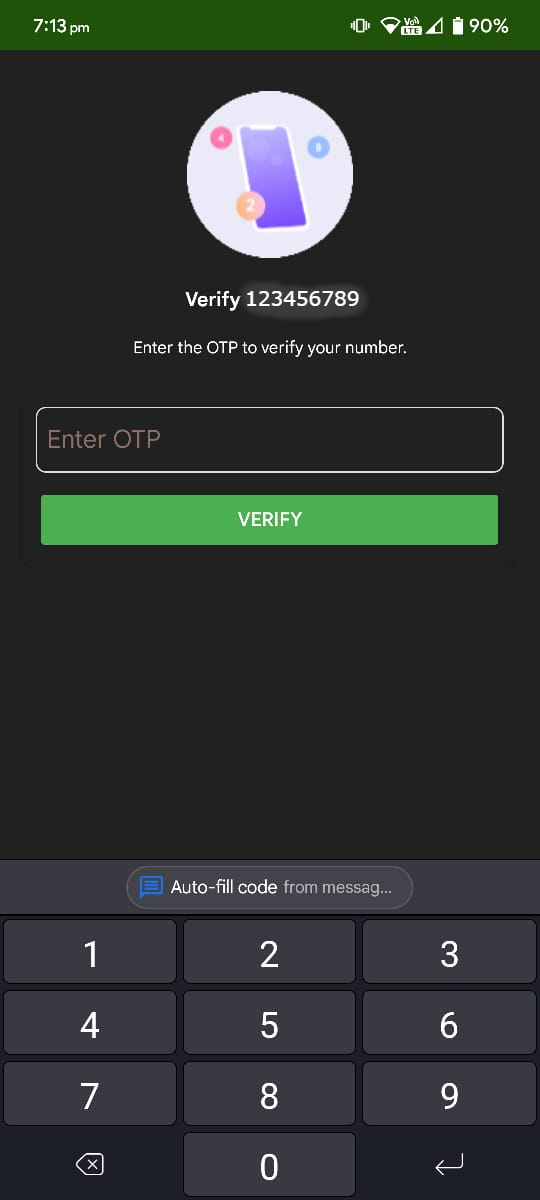 7:13 pm
Vo) LTE 90%
4
8
2
Verify 123456789
Enter the OTP to verify your number.
Enter OTP
VERIFY
Auto-fill code from messag...
1 2 3
4 5 6
7 8 9
0